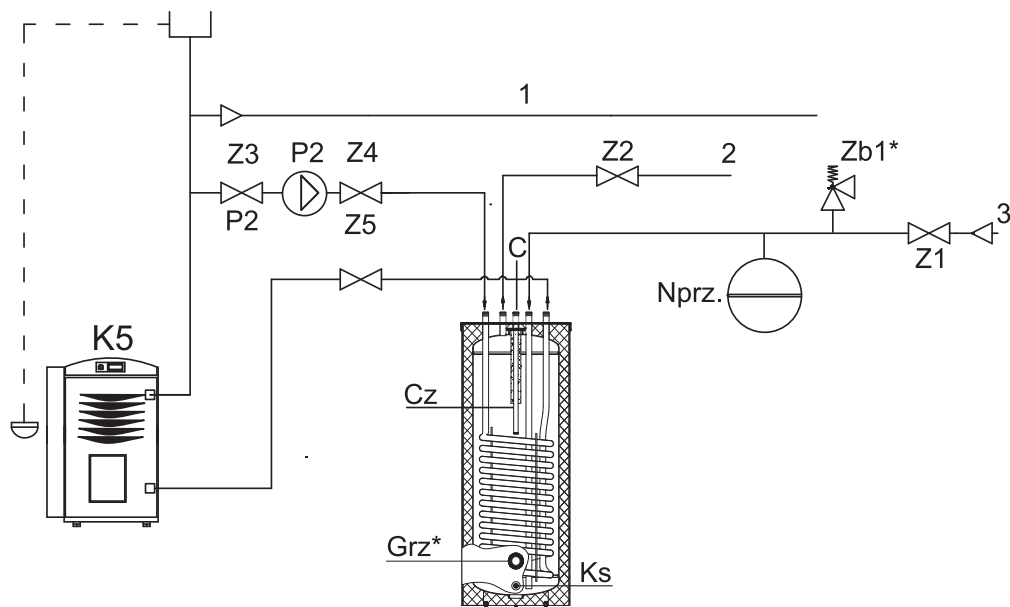 1
Z3 P2 Z4
Z2 2
Zb1*
P2 Z5
3
C
Z1
Nprz.
K5
Cz
Grz*
Ks